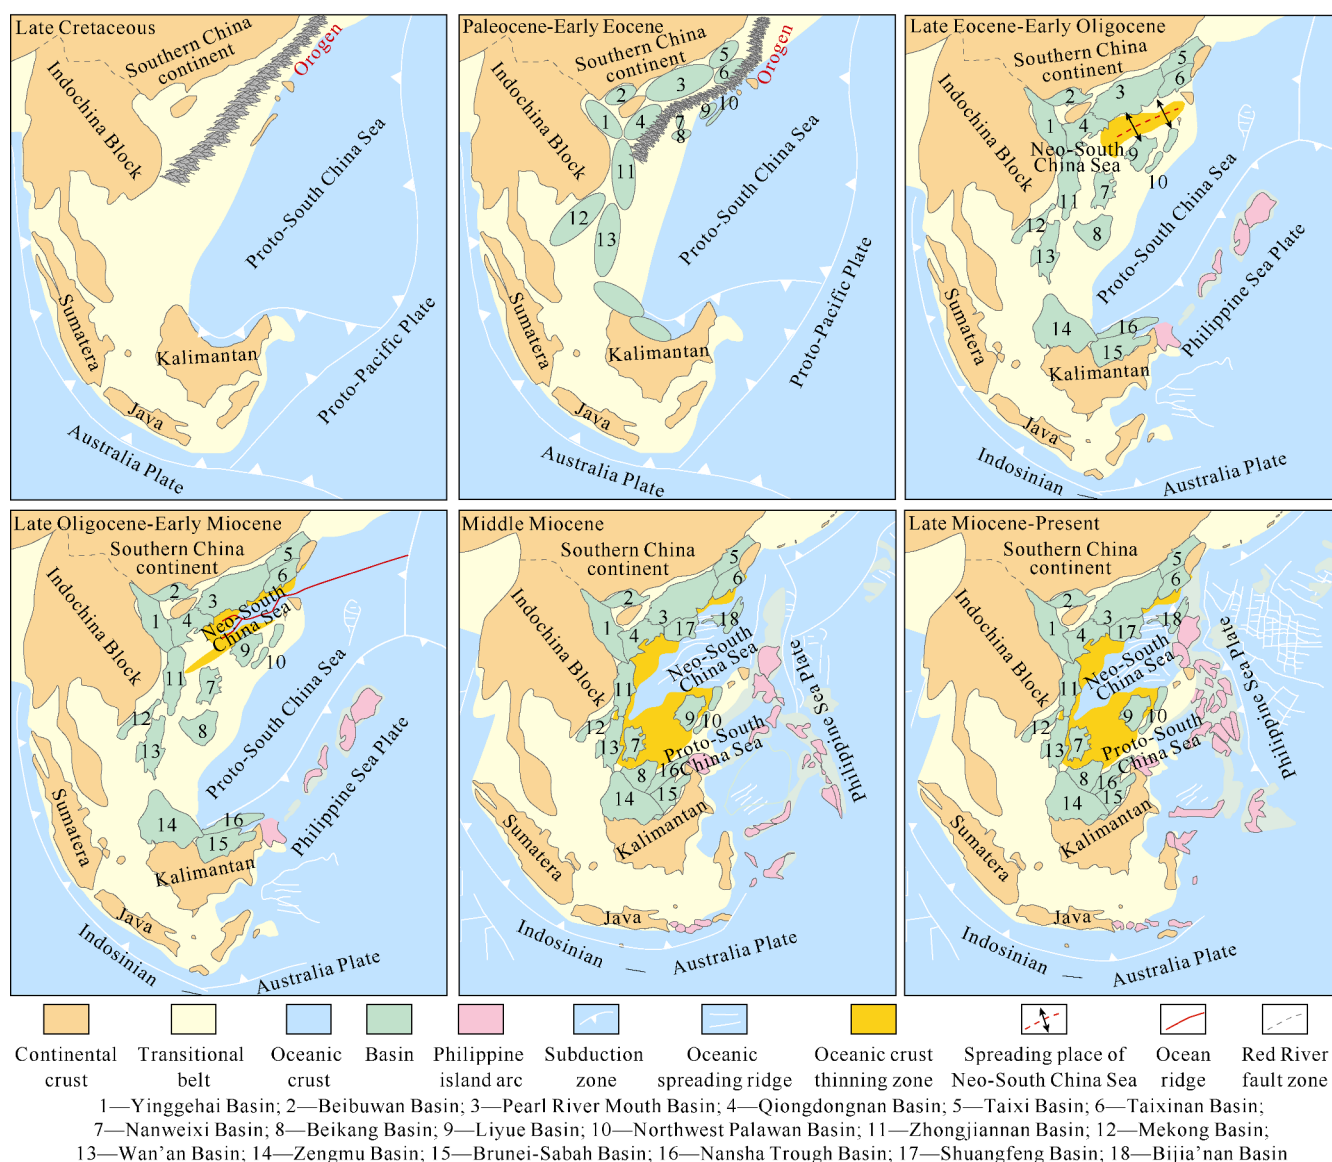 Late Cretaceous
Southern China
continent
Orogen
Indochina Block
Proto-South China Sea
Sumatera
Kalimantan
Proto-Pacific Plate
Java
Australia Plate
Paleocene-Early Eocene
Southern China
continent
Orogen
Indochina Block
5
6
3
2
1
4
7
8
9
10
11
12
13
Proto-South China Sea
Sumatera
Kalimantan
Proto-Pacific Plate
Java
Australia Plate
Late Eocene-Early Oligocene
Southern China
continent
Indochina Block
5
6
3
2
1
4
Neo-South
China Sea
9
10
7
11
12
8
13
Proto-South China Sea
Philippine Sea Plate
14
16
15
Sumatera
Kalimantan
Java
Indosinian
Australia Plate
Late Oligocene-Early Miocene
Southern China
continent
Indochina Block
5
6
3
2
1
4
Neo-South
China Sea
9
10
11
7
12
8
13
Proto-South China Sea
Philippine Sea Plate
14
16
15
Sumatera
Kalimantan
Java
Indosinian
Australia Plate
Middle Miocene
Southern China
continent
Indochina Block
5
6
2
3
1
4
17
18
Neo-South
China Sea
11
9
10
12
13
7
Proto-South
China Sea
Philippine Sea Plate
8
16
14
15
Sumatera
Kalimantan
Java
Indosinian
Australia Plate
Late Miocene-Present
Southern China
continent
Indochina Block
5
6
2
3
1
4
17
18
Neo-South
China Sea
11
9
10
12
13
7
Proto-South
China Sea
Philippine Sea Plate
8
16
14
15
Sumatera
Kalimantan
Java
Indosinian
Australia Plate
Continental
crust
Transitional
belt
Oceanic
crust
Basin
Philippine
island arc
Subduction
zone
Oceanic
spreading ridge
Oceanic crust
thinning zone
Spreading place of
Neo-South China Sea
Ocean
ridge
Red River
fault zone
1—Yinggehai Basin; 2—Beibuwan Basin; 3—Pearl River Mouth Basin; 4—Qiongdongnan Basin; 5—Taixi Basin; 6—Taixinan Basin;
7—Nanweixi Basin; 8—Beikang Basin; 9—Liyue Basin; 10—Northwest Palawan Basin; 11—Zhongjiannan Basin; 12—Mekong Basin;
13—Wan'an Basin; 14—Zengmu Basin; 15—Brunei-Sabah Basin; 16—Nansha Trough Basin; 17—Shuangfeng Basin; 18—Bijia'nan Basin